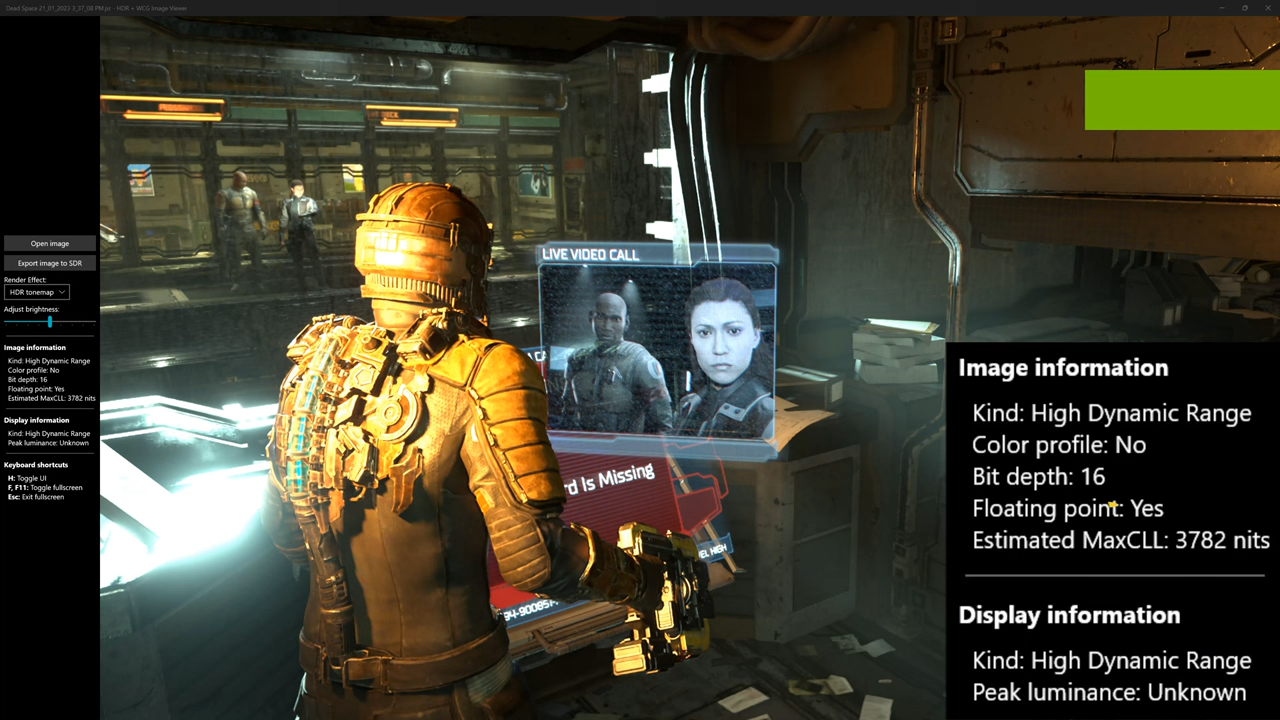 Dead Space 21_01_2023 3_37_08 PM.jxr - HDR + WCG Image Viewer
LIVE VIDEO CALL
rd Is Missing
EL HIGH
Open image
Export image to SDR
Render Effect:
HDR tonemap
Adjust brightness:
Image information
Kind: High Dynamic Range
Color profile: No
Bit depth: 16
Floating point: Yes
Estimated MaxCLL: 3782 nits
Display information
Kind: High Dynamic Range
Peak luminance: Unknown
Keyboard shortcuts
H: Toggle UI
F, F11: Toggle fullscreen
Esc: Exit fullscreen
Image information
Kind: High Dynamic Range
Color profile: No
Bit depth: 16
Floating point: Yes
Estimated MaxCLL: 3782 nits
Display information
Kind: High Dynamic Range
Peak luminance: Unknown